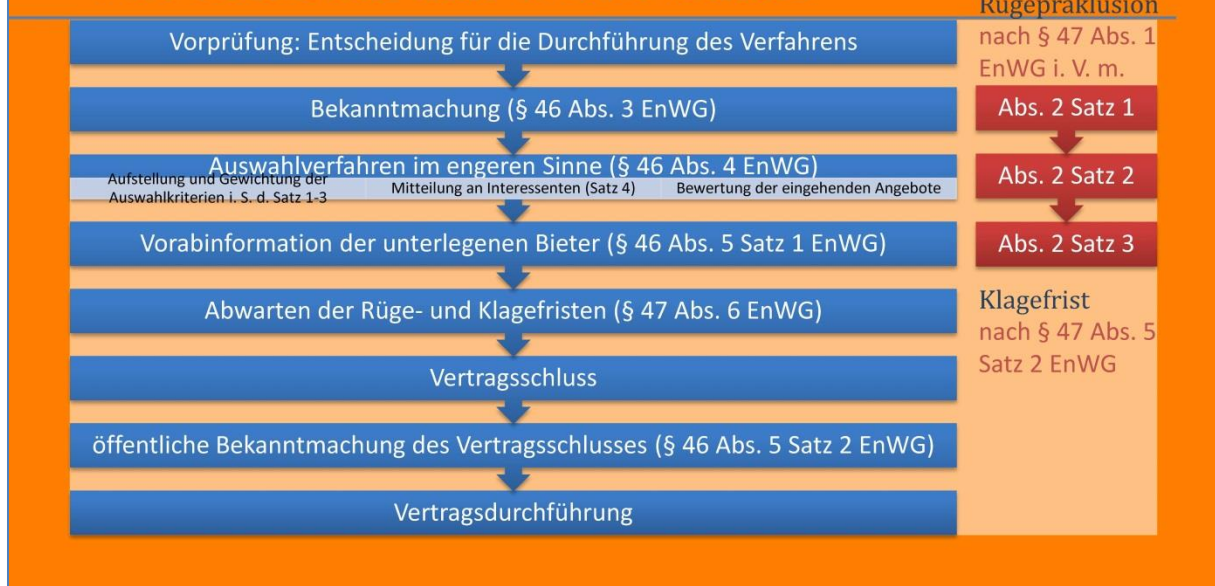 Vorprüfung: Entscheidung für die Durchführung des Verfahrens
Bekanntmachung (§ 46 Abs. 3 EnWG)
Auswahlverfahren im engeren Sinne (§ 46 Abs. 4 EnWG)
Aufstellung und Gewichtung der
Auswahlkriterien i. S. d. Satz 1-3
Mitteilung an Interessenten (Satz 4)
Bewertung der eingehenden Angebote
Vorabinformation der unterlegenen Bieter (§ 46 Abs. 5 Satz 1 EnWG)
Abwarten der Rüge- und Klagefristen (§ 47 Abs. 6 EnWG)
Vertragsschluss
öffentliche Bekanntmachung des Vertragsschlusses (§ 46 Abs. 5 Satz 2 EnWG)
Vertragsdurchführung
Rügepräklusion
nach § 47 Abs. 1
EnWG i. V. m.
Abs. 2 Satz 1
Abs. 2 Satz 2
Abs. 2 Satz 3
Klagefrist
nach § 47 Abs. 5
Satz 2 EnWG